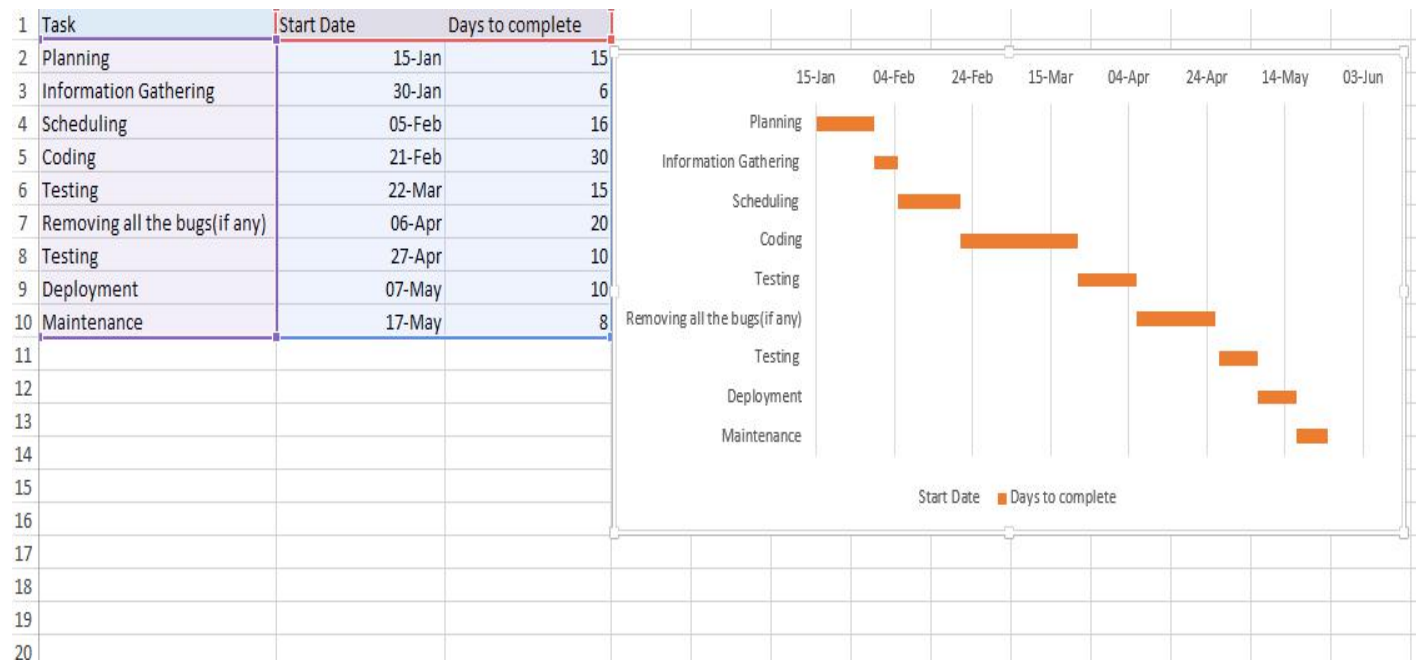 1 Task Start Date Days to complete
2 Planning 15-Jan 15
3 Information Gathering 30-Jan 6
4 Scheduling 05-Feb 16
5 Coding 21-Feb 30
6 Testing 22-Mar 15
7 Removing all the bugs(if any) 06-Apr 20
8 Testing 27-Apr 10
9 Deployment 07-May 10
10 Maintenance 17-May 8
11
12
13
14
15
16
17
18
19
20
15-Jan 04-Feb 24-Feb 15-Mar 04-Apr 24-Apr 14-May 03-Jun
Planning
Information Gathering
Scheduling
Coding
Testing
Removing all the bugs(if any)
Testing
Deployment
Maintenance
Start Date Days to complete